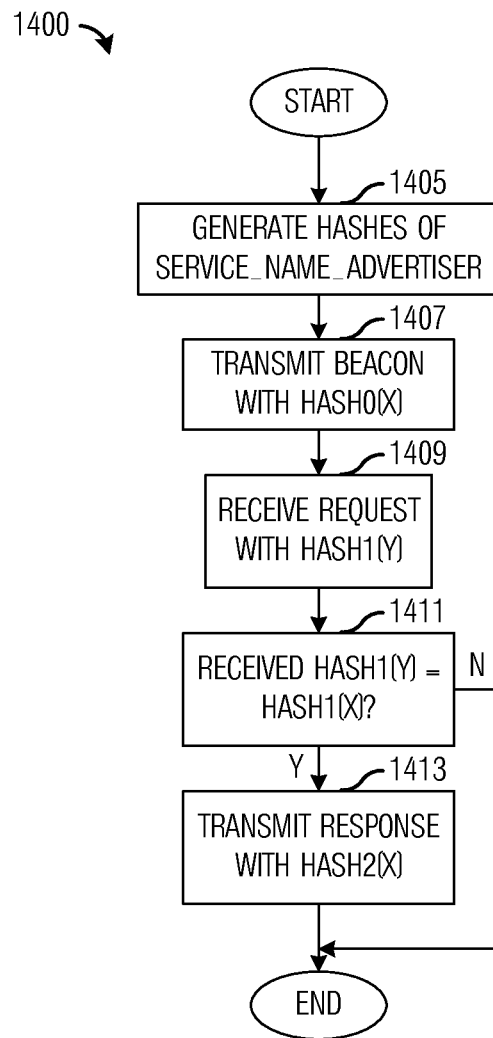 1400
START
1405
GENERATE HASHES OF
SERVICE_NAME_ADVERTISER
1407
TRANSMIT BEACON
WITH HASH0(X)
1409
RECEIVE REQUEST
WITH HASH1(Y)
1411
RECEIVED HASH1(Y) =
HASH1(X)?
N
Y
1413
TRANSMIT RESPONSE
WITH HASH2(X)
END